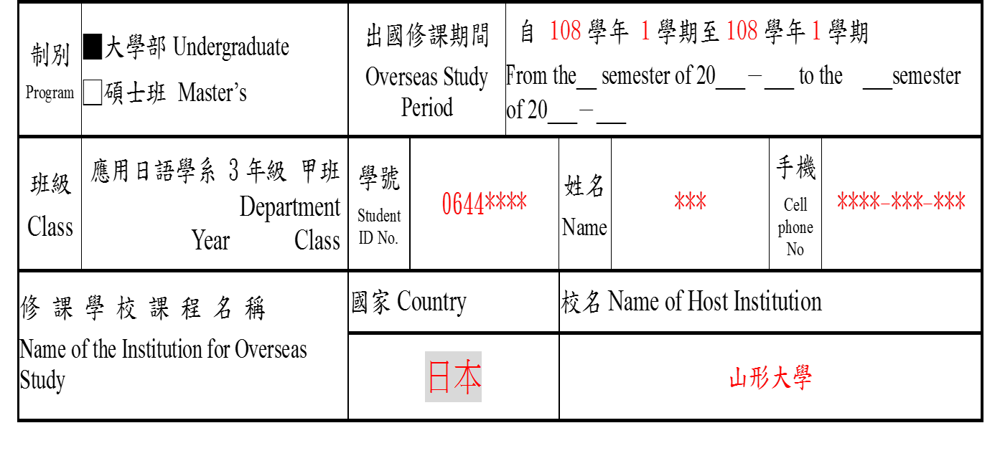 制別
Program
■大學部 Undergraduate
□碩士班 Master’s
出國修課期間
Overseas Study
Period
自 108 學年 1 學期至 108 學年 1 學期
From the__ semester of 20___–___ to the ___semester
of 20___–___
班級
Class
應用日語學系 3 年級 甲班
Department
Year Class
學號
Student
ID No.
0644****
姓名
Name
***
手機
Cell
phone
No
****-***-***
修 課 學 校 課 程 名 稱
Name of the Institution for Overseas
Study
國家 Country
校名 Name of Host Institution
日本
山形大學